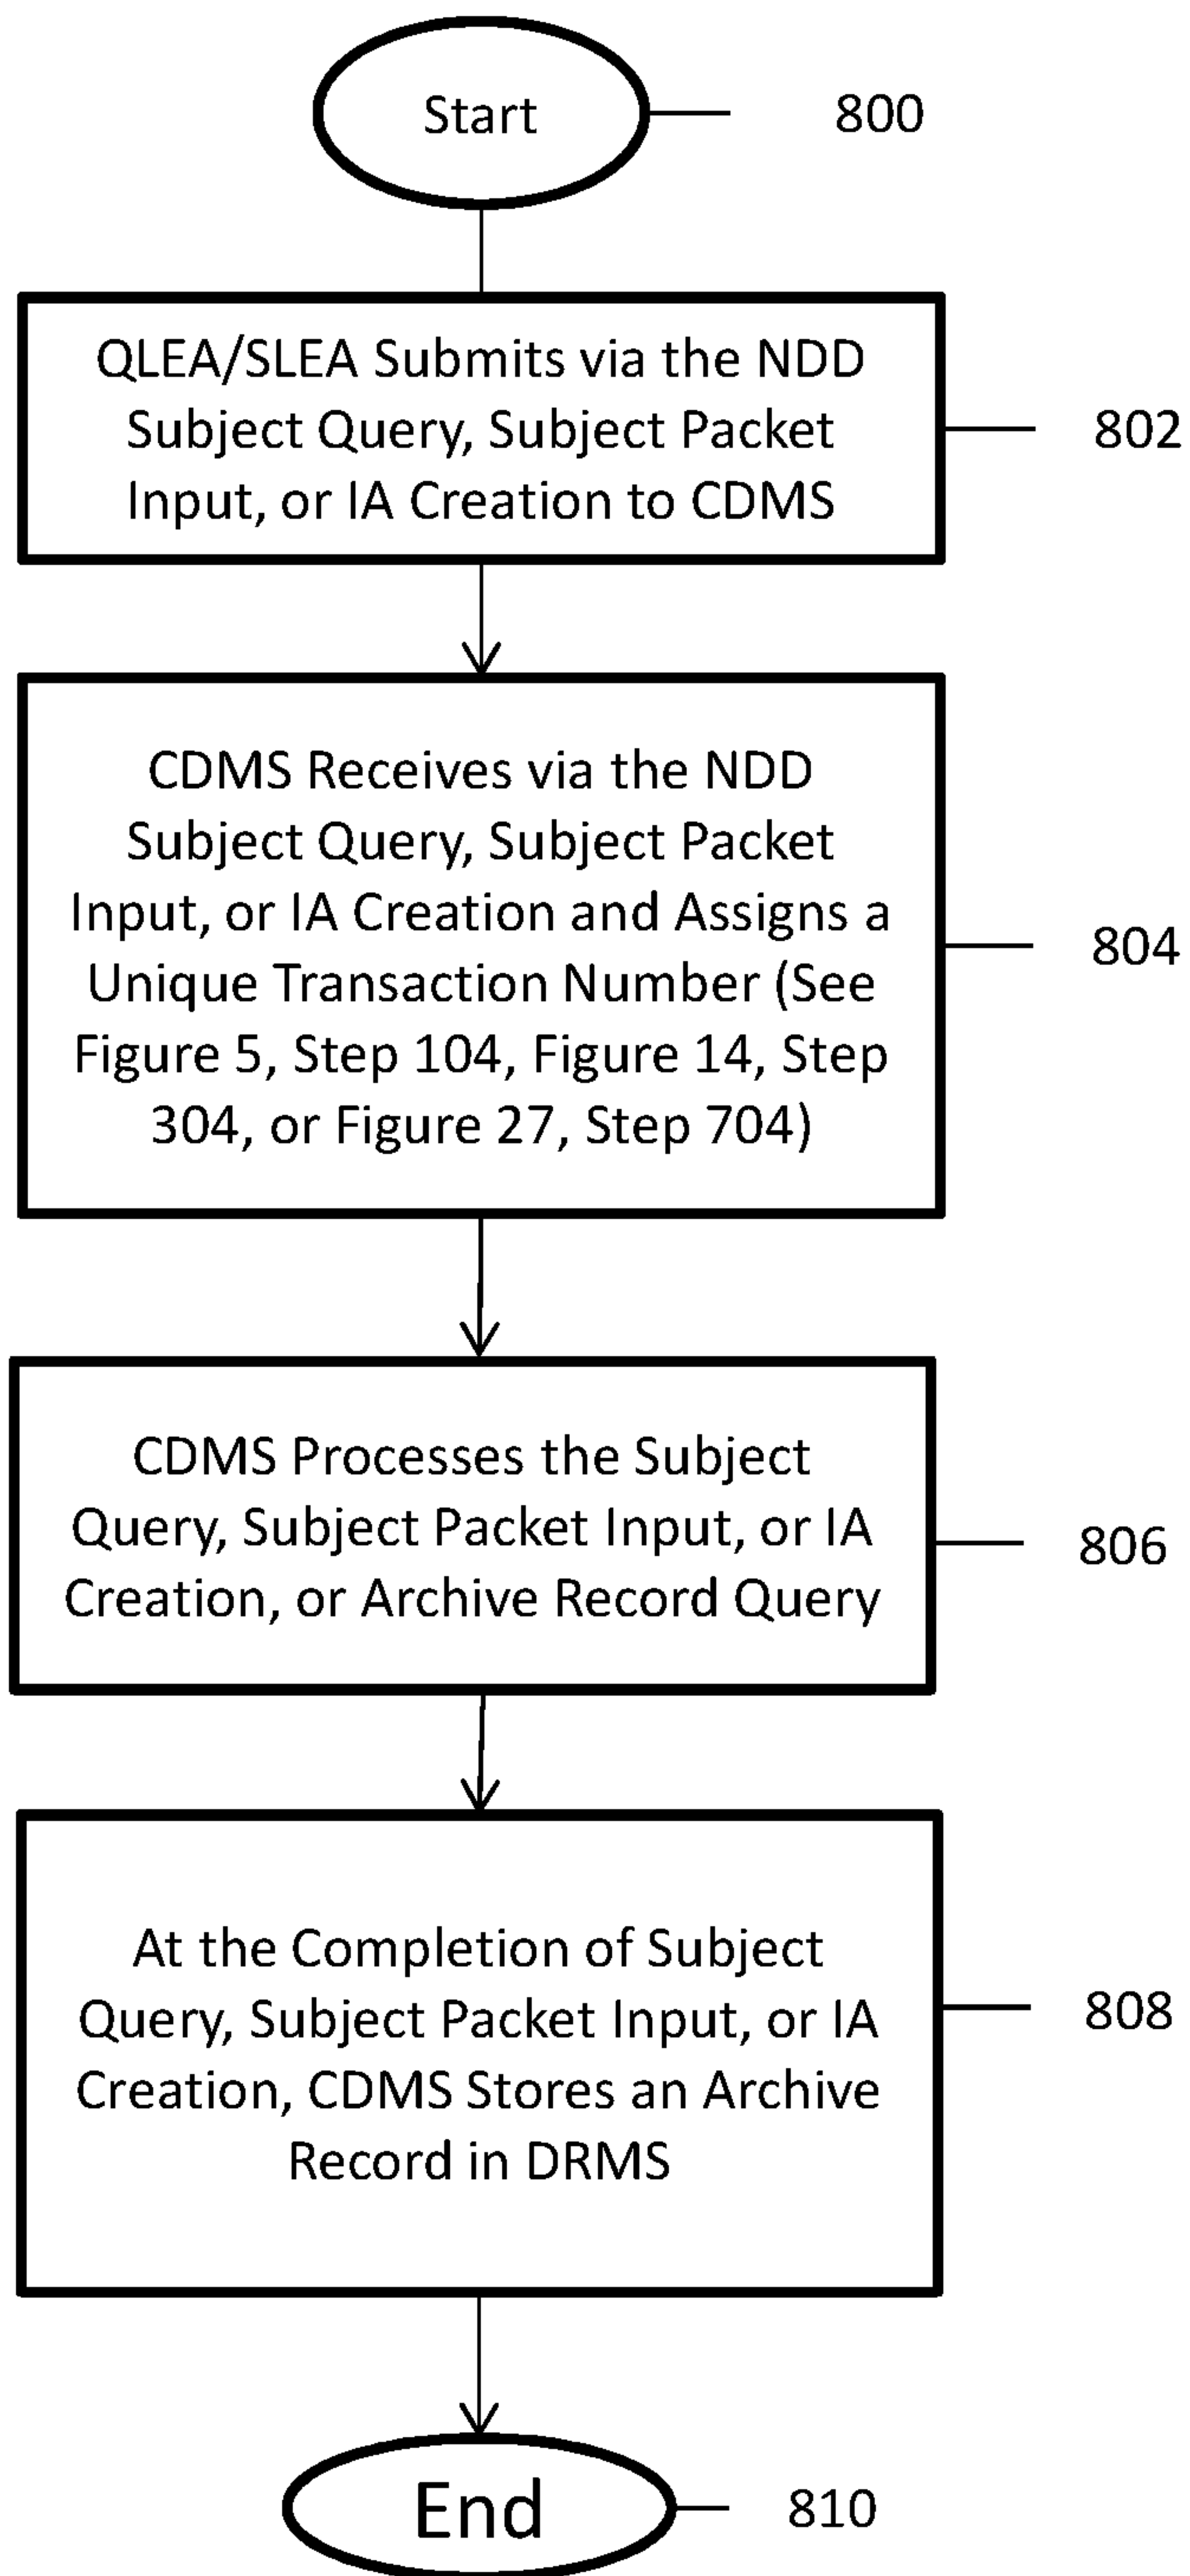 Start
800
QLEA/SLEA Submits via the NDD
Subject Query, Subject Packet
Input, or IA Creation to CDMS
802
CDMS Receives via the NDD
Subject Query, Subject Packet
Input, or IA Creation and Assigns a
Unique Transaction Number (See
Figure 5, Step 104, Figure 14, Step
304, or Figure 27, Step 704)
804
CDMS Processes the Subject
Query, Subject Packet Input, or IA
Creation, or Archive Record Query
806
At the Completion of Subject
Query, Subject Packet Input, or IA
Creation, CDMS Stores an Archive
Record in DRMS
808
End
810